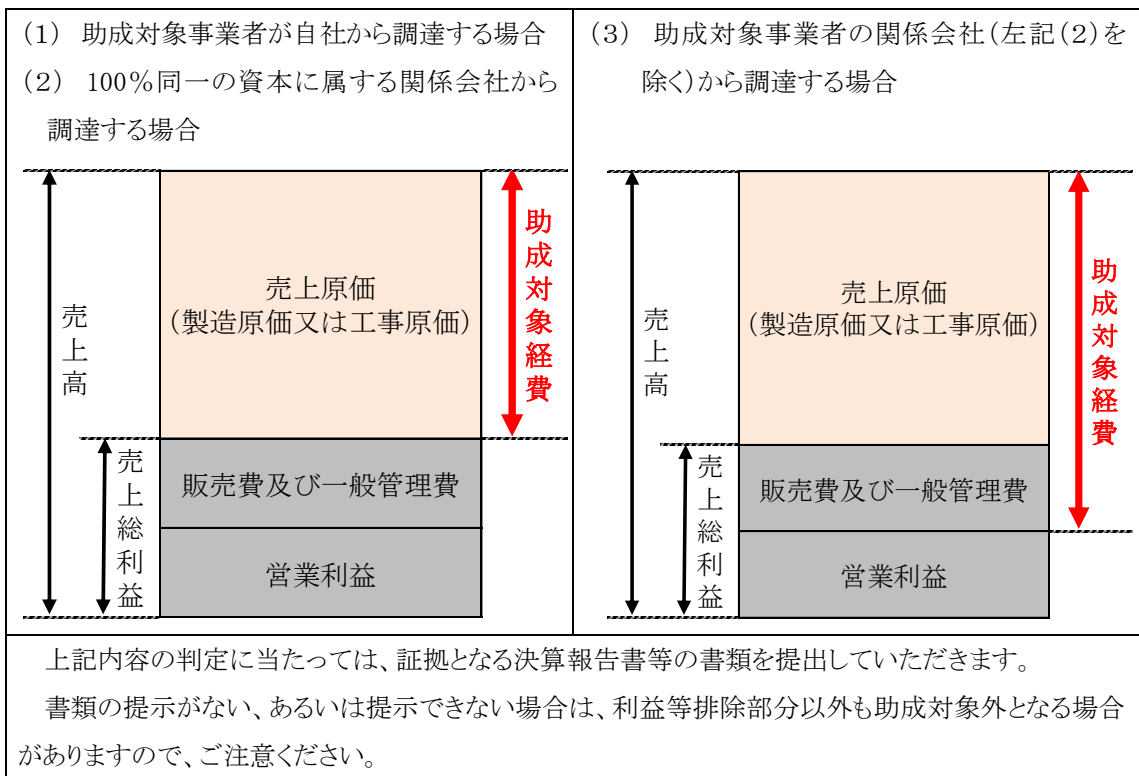 (1) 助成対象事業者が自社から調達する場合
(2) 100%同一の資本に属する関係会社から
調達する場合
売上高
売上原価
(製造原価又は工事原価)
助成対象経費
売上総利益
販売費及び一般管理費
営業利益
(3) 助成対象事業者の関係会社(左記(2)を
除く)から調達する場合
売上高
売上原価
(製造原価又は工事原価)
助成対象経費
売上総利益
販売費及び一般管理費
営業利益
上記内容の判定に当たっては、証拠となる決算報告書等の書類を提出していただきます。
書類の提示がない、あるいは提示できない場合は、利益等排除部分以外も助成対象外となる場合
がありますので、ご注意ください。